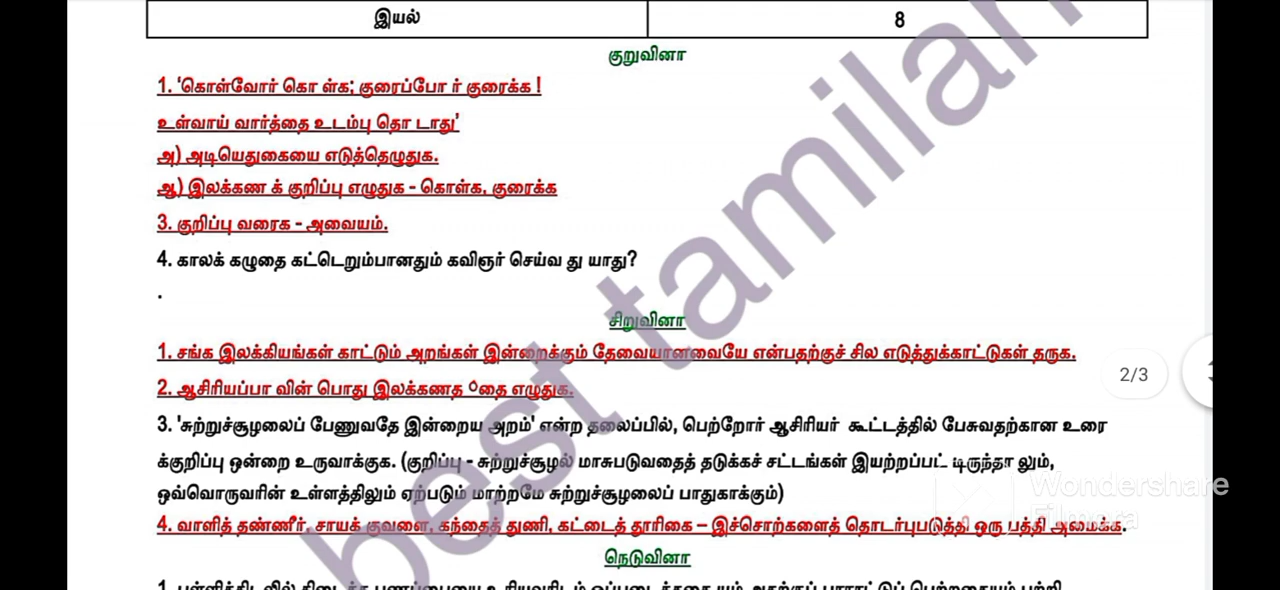 இயல் 8
குறுவினா
1. 'கொள்வோர் கொ ள்க; குரைப்போ ர் குரைக்க !
உள்வாய் வார்த்தை உடம்பு தொ டாது'
அ) அடியெதுகையை எடுத்தெழுதுக.
ஆ) இலக்கண க் குறிப்பு எழுதுக - கொள்க, குரைக்க
3. குறிப்பு வரைக - அவையம்.
4. காலக் கழுதை கட்டெறும்பானதும் கவிஞர் செய்வ து யாது?
.
சிறுவினா
1. சங்க இலக்கியங்கள் காட்டும் அறங்கள் இன்றைக்கும் தேவையானவையே என்பதற்குச் சில எடுத்துக்காட்டுகள் தருக.
2. ஆசிரியப்பா வின் பொது இலக்கணத ்தை எழுதுக.
2/3
3. 'சுற்றுச்சூழலைப் பேணுவதே இன்றைய அறம்' என்ற தலைப்பில், பெற்றோர் ஆசிரியர் கூட்டத்தில் பேசுவதற்கான உரை
க்குறிப்பு ஒன்றை உருவாக்குக. (குறிப்பு - சுற்றுச்சூழல் மாசுபடுவதைத் தடுக்கச் சட்டங்கள் இயற்றப்பட் டிருந்தா லும்,
ஒவ்வொருவரின் உள்ளத்திலும் ஏற்படும் மாற்றமே சுற்றுச்சூழலைப் பாதுகாக்கும்)
4. வாளித் தண்ணீர், சாயக் குவளை, கந்தைத் துணி, கட்டைத் தூரிகை – இச்சொற்களைத் தொடர்புபடுத்தி ஒரு பத்தி அமைக்க.
நெடுவினா
best tamilan
Wondershare
Filmora